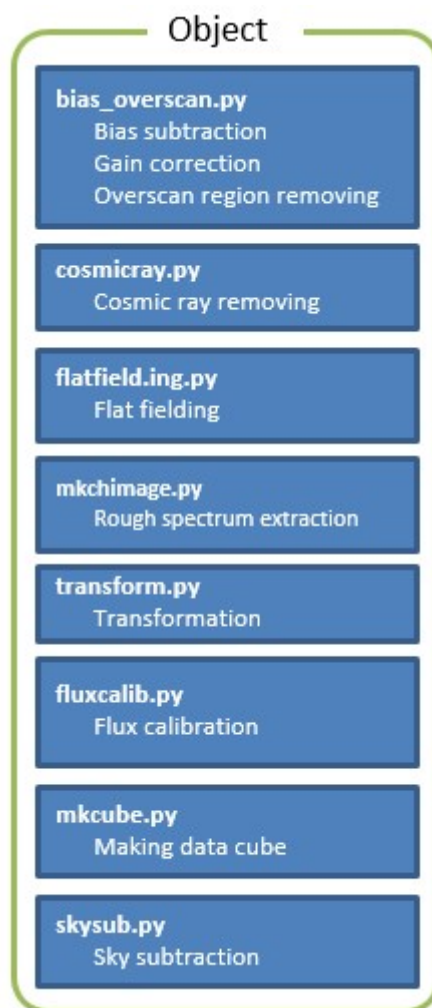 Object
bias_overscan.py
Bias subtraction
Gain correction
Overscan region removing
cosmicray.py
Cosmic ray removing
flatfield.ing.py
Flat fielding
mkchimage.py
Rough spectrum extraction
transform.py
Transformation
fluxcalib.py
Flux calibration
mkcube.py
Making data cube
skysub.py
Sky subtraction